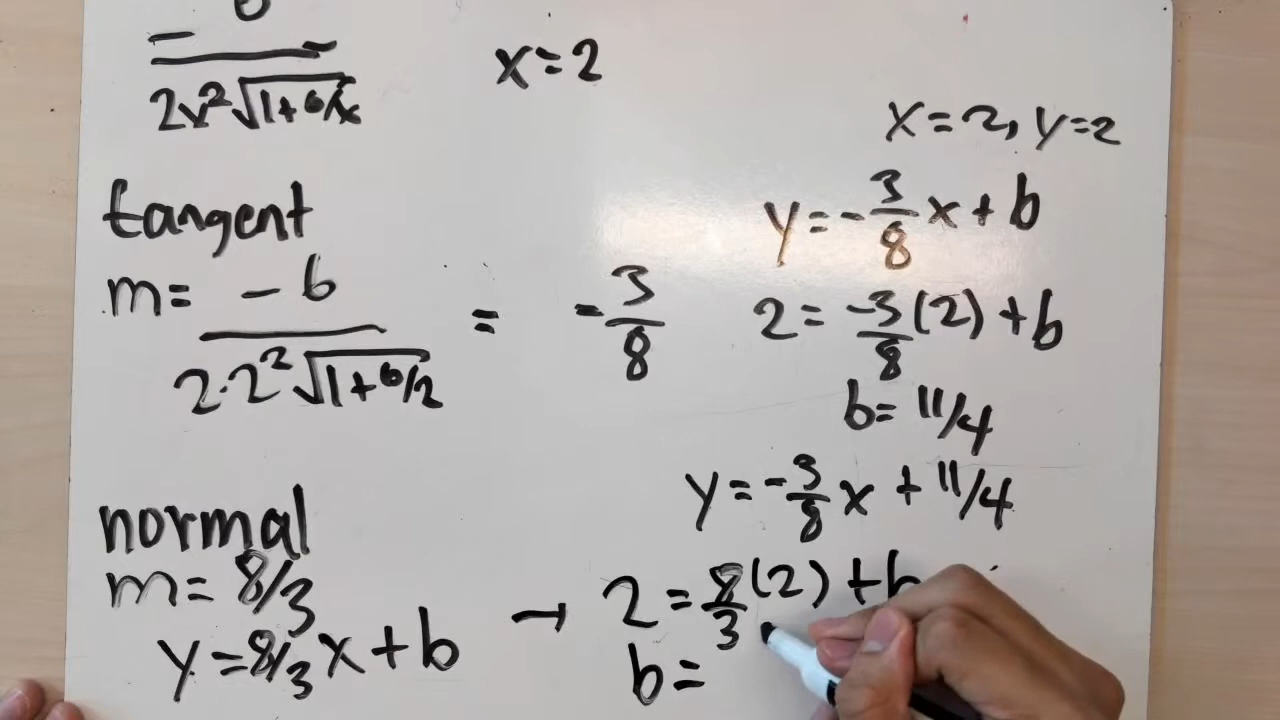 -6
2x²√1+6/x
x=2
x=2, y=2
tangent
m= -6 / 2·2²√1+6/2 = -3/8
y=-3/8x+b
2=-3/8(2)+b
b=11/4
y=-3/8x+11/4
normal
m=8/3
y=8/3x+b → 2=8/3(2)+b
b=